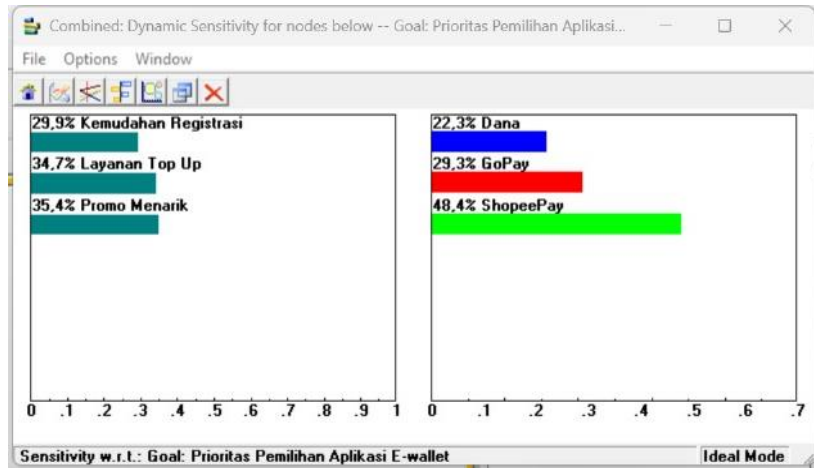 Combined: Dynamic Sensitivity for nodes below -- Goal: Prioritas Pemilihan Aplikasi...
File Options Window
29,9% Kemudahan Registrasi
34,7% Layanan Top Up
35,4% Promo Menarik
0 .1 .2 .3 .4 .5 .6 .7 .8 .9 1
22,3% Dana
29,3% GoPay
48,4% ShopeePay
0 .1 .2 .3 .4 .5 .6 .7
Sensitivity w.r.t.: Goal: Prioritas Pemilihan Aplikasi E-wallet
Ideal Mode